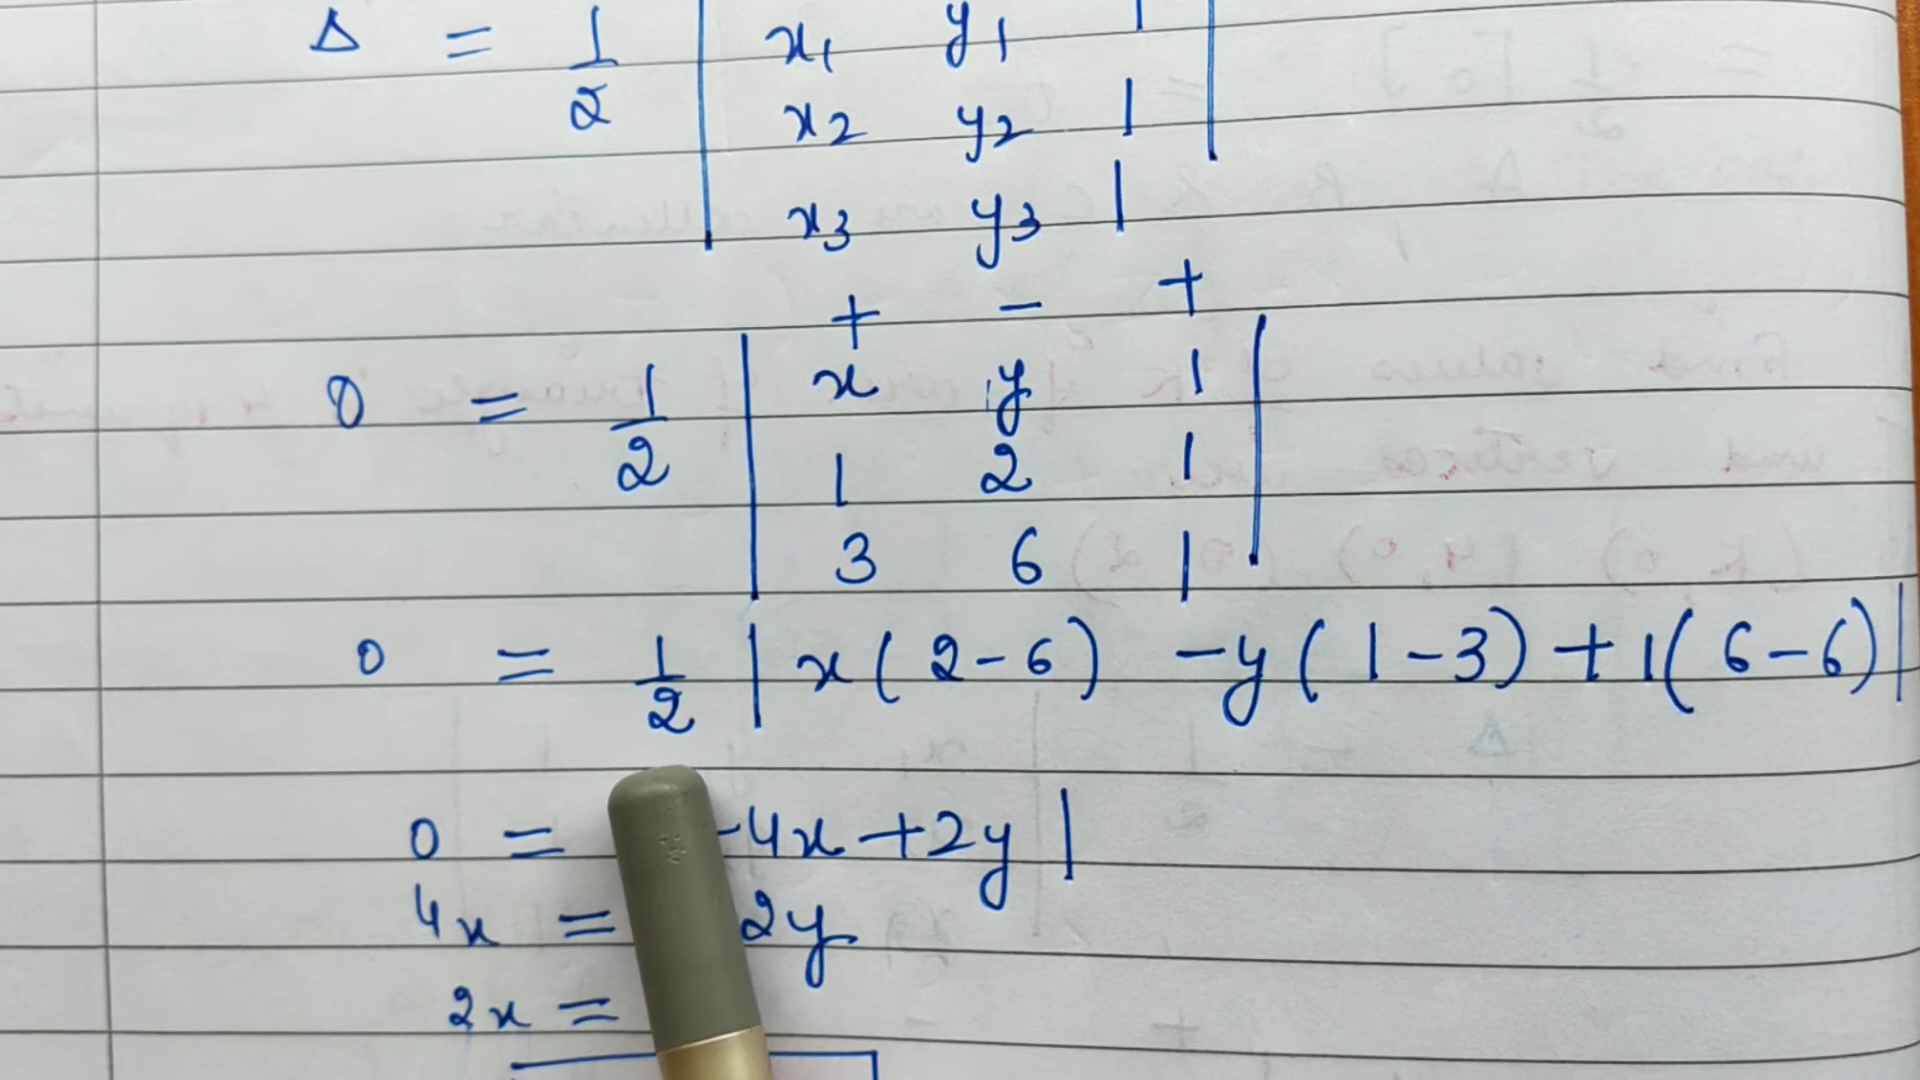 Δ = 1/2 | x1 y1 1 |
x2 y2 1
x3 y3 1
+ − +
0 = 1/2 | x y 1 |
1 2 1
3 6 1
0 = 1/2 | x(2-6) -y(1-3) +1(6-6) |
0 = -4x+2y |
4x = 2y
2x =